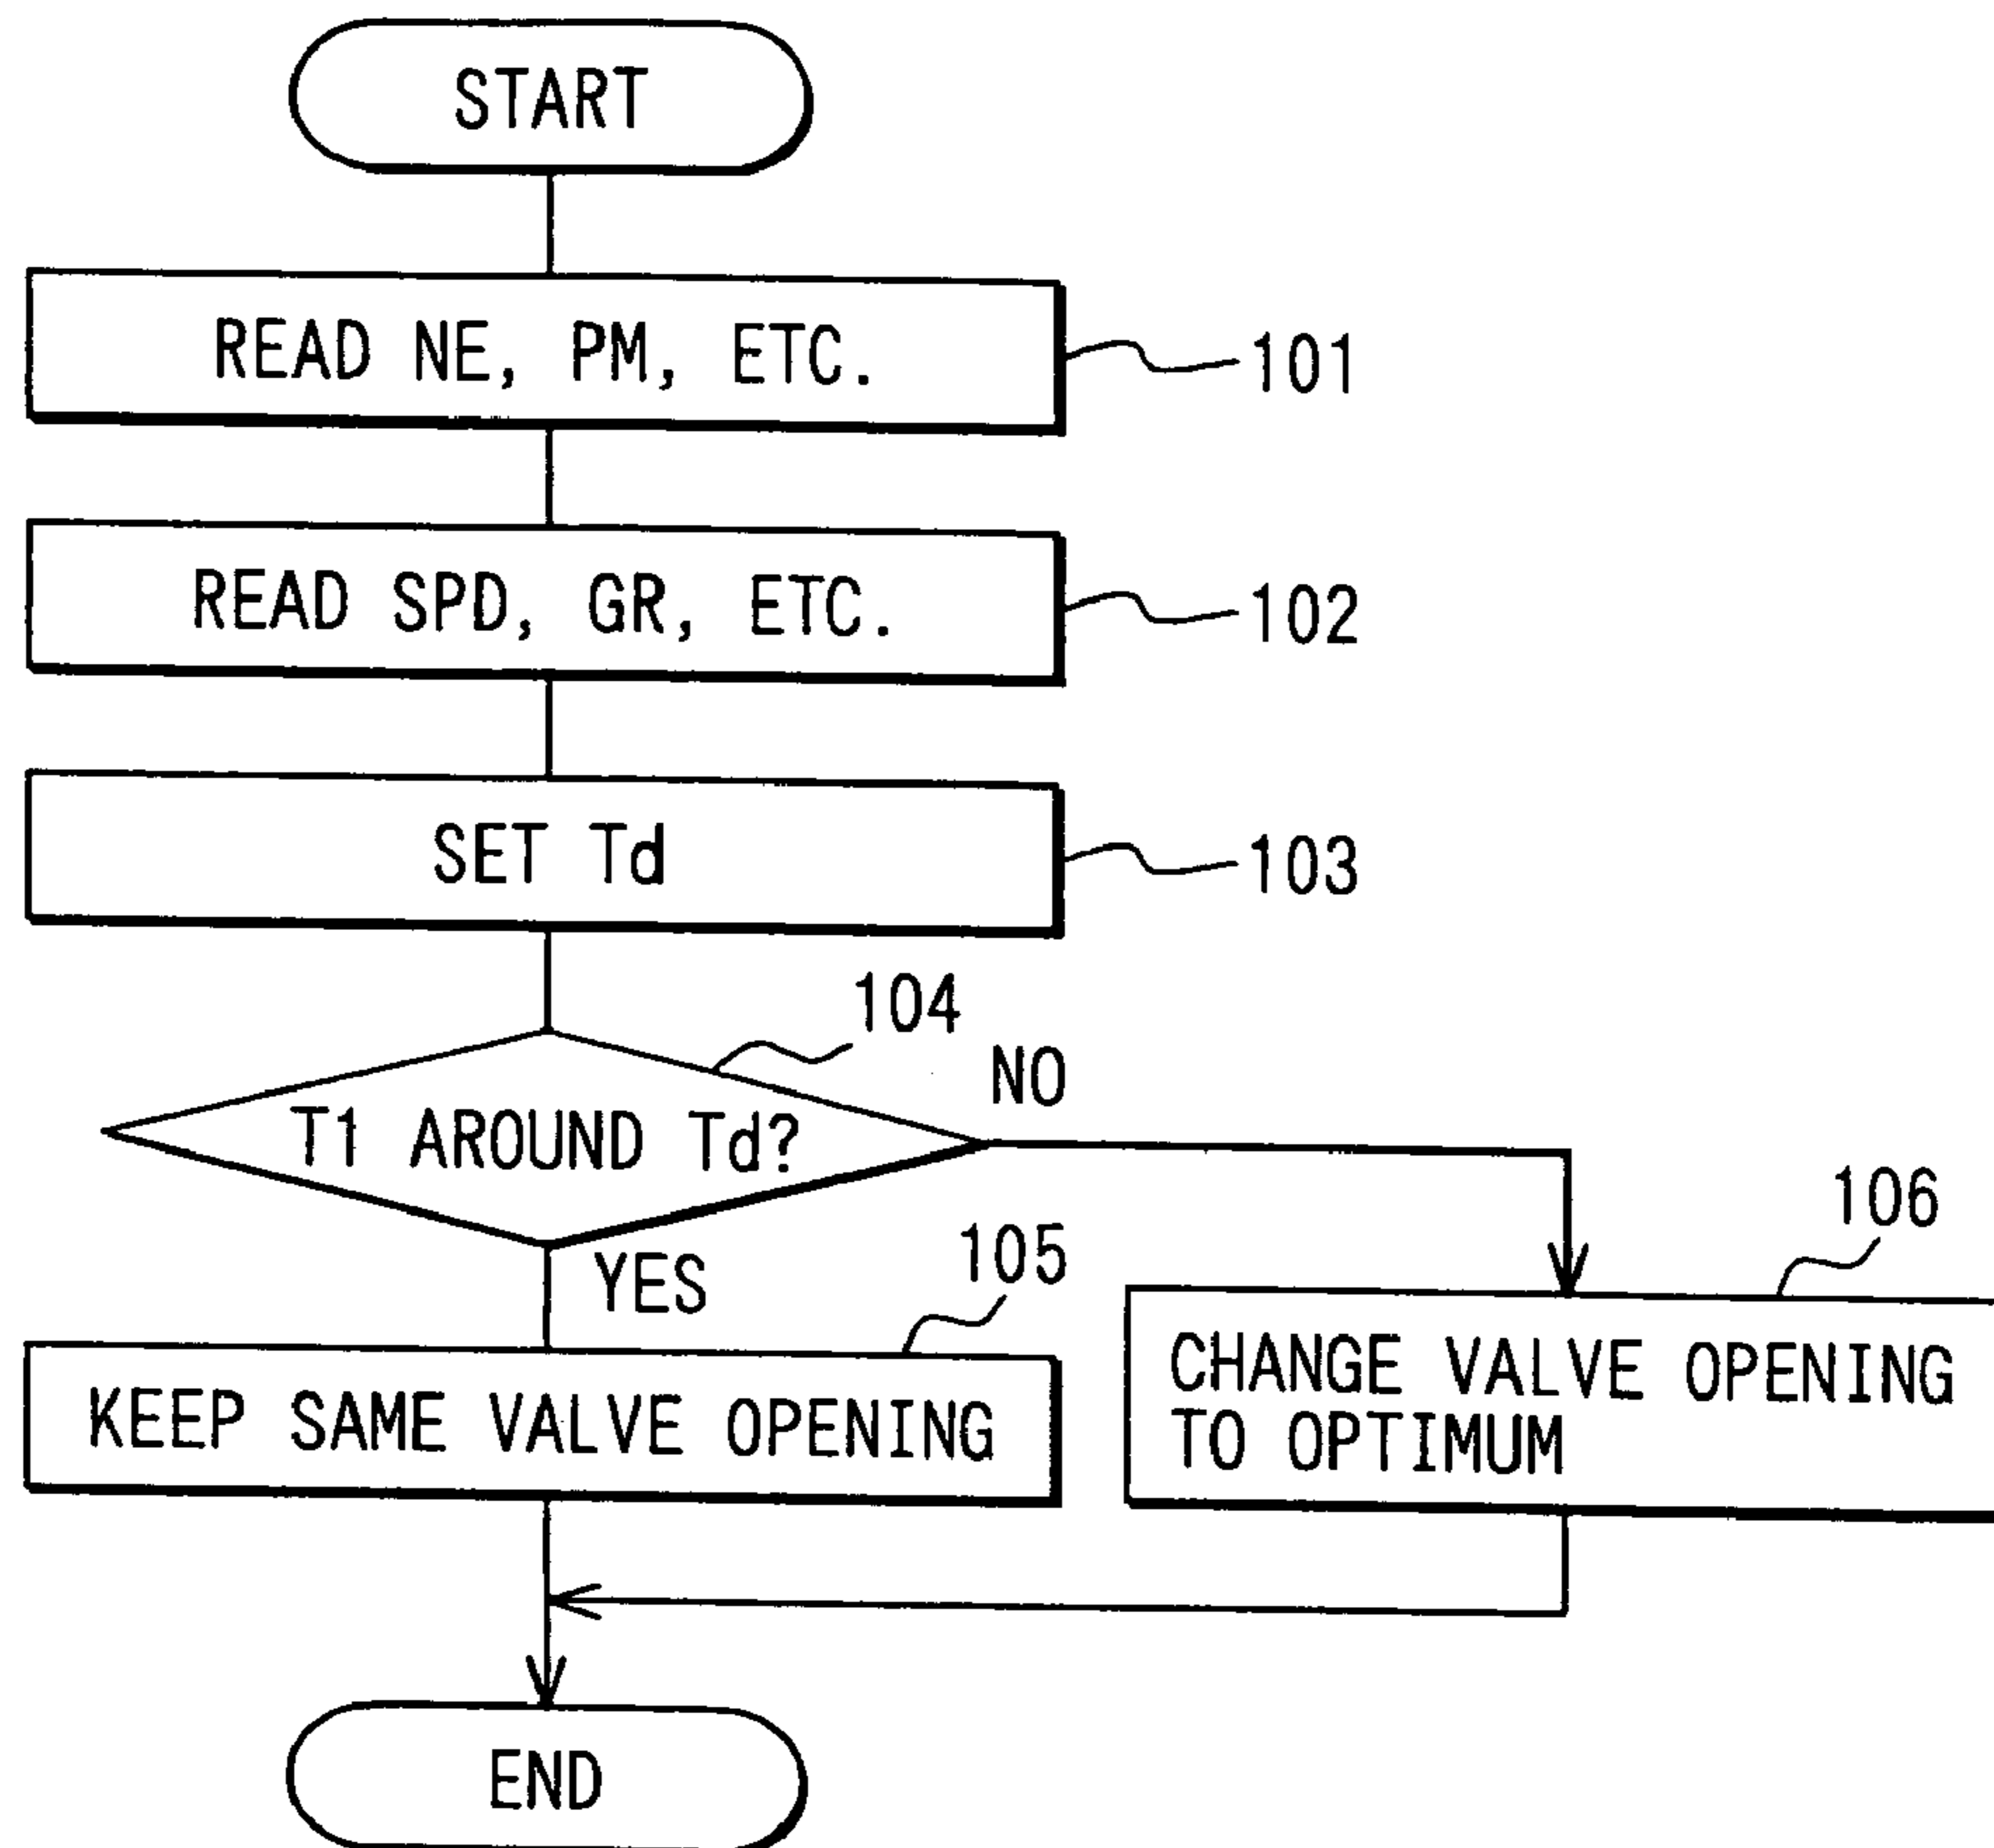 START
READ NE, PM, ETC.
101
READ SPD, GR, ETC.
102
SET Td
103
104
NO
T1 AROUND Td?
YES
105
106
KEEP SAME VALVE OPENING
CHANGE VALVE OPENING
TO OPTIMUM
END